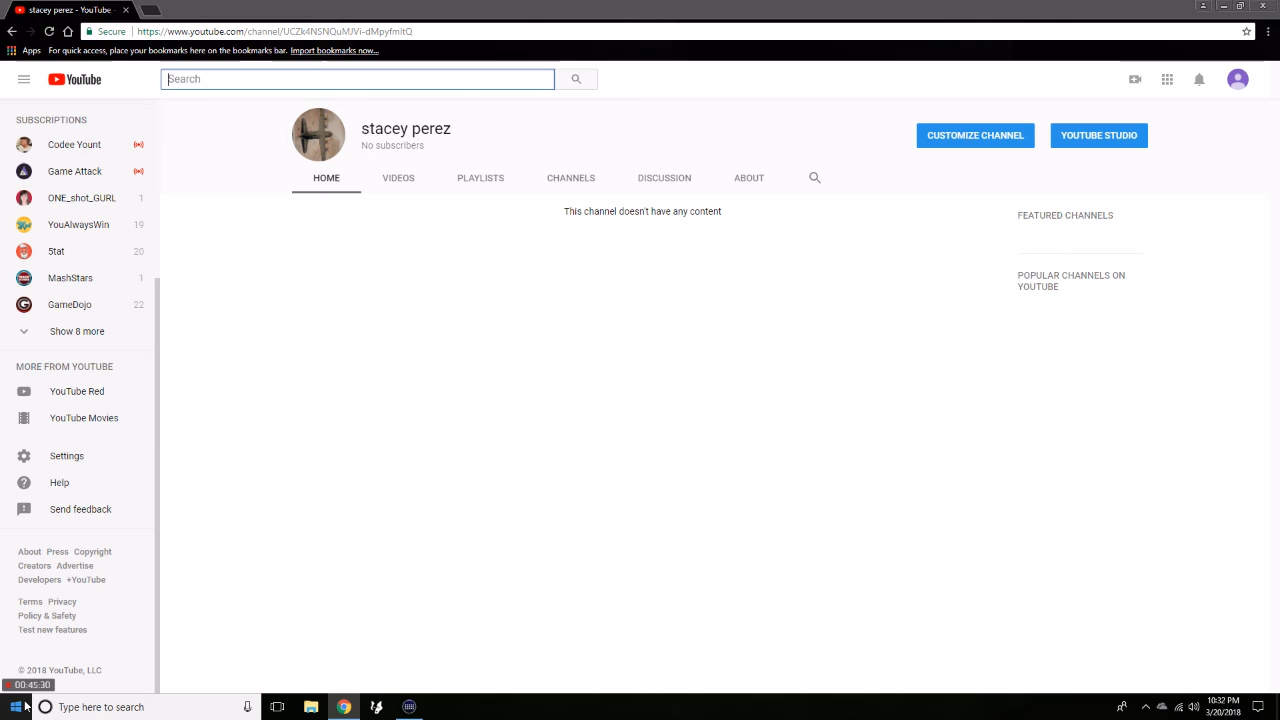 stacey perez - YouTube
Secure https://www.youtube.com/channel/UCZk4NSNQuMJVi-dMpyfmItQ
Apps For quick access, place your bookmarks here on the bookmarks bar. Import bookmarks now...
YouTube
Search
SUBSCRIPTIONS
Codee Yount
Game Attack
ONE_shot_GURL 1
YouAlwaysWin 19
5tat 20
MashStars 1
GameDojo 22
Show 8 more
MORE FROM YOUTUBE
YouTube Red
YouTube Movies
Settings
Help
Send feedback
About Press Copyright
Creators Advertise
Developers +YouTube
Terms Privacy
Policy & Safety
Test new features
© 2018 YouTube, LLC
00:45:30
stacey perez
No subscribers
CUSTOMIZE CHANNEL
YOUTUBE STUDIO
HOME VIDEOS PLAYLISTS CHANNELS DISCUSSION ABOUT
This channel doesn't have any content
FEATURED CHANNELS
POPULAR CHANNELS ON
YOUTUBE
Type here to search
10:32 PM
3/20/2018